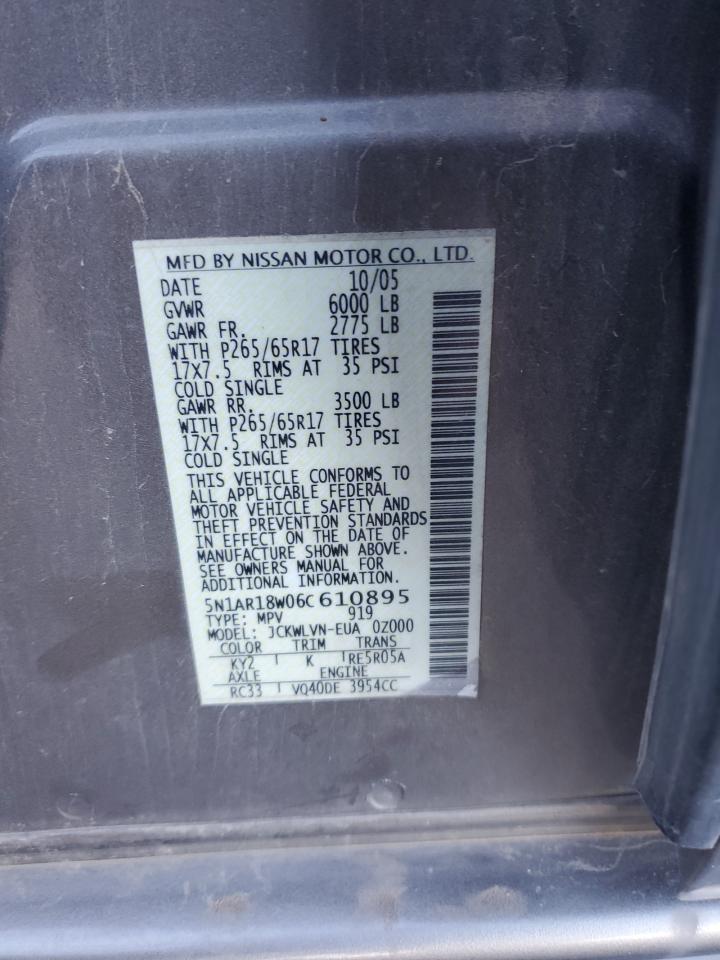 MFD BY NISSAN MOTOR CO., LTD.
DATE 10/05
GVWR 6000 LB
GAWR FR. 2775 LB
WITH P265/65R17 TIRES
17X7.5 RIMS AT 35 PSI
COLD SINGLE
GAWR RR. 3500 LB
WITH P265/65R17 TIRES
17X7.5 RIMS AT 35 PSI
COLD SINGLE
THIS VEHICLE CONFORMS TO
ALL APPLICABLE FEDERAL
MOTOR VEHICLE SAFETY AND
THEFT PREVENTION STANDARDS
IN EFFECT ON THE DATE OF
MANUFACTURE SHOWN ABOVE.
SEE OWNERS MANUAL FOR
ADDITIONAL INFORMATION.
5N1AR18W06C610895
TYPE: MPV 919
MODEL: JCKWLVN-EUA 0Z000
COLOR TRIM TRANS
KY2 K RE5R05A
AXLE ENGINE
RC33 VQ40DE 3954CC